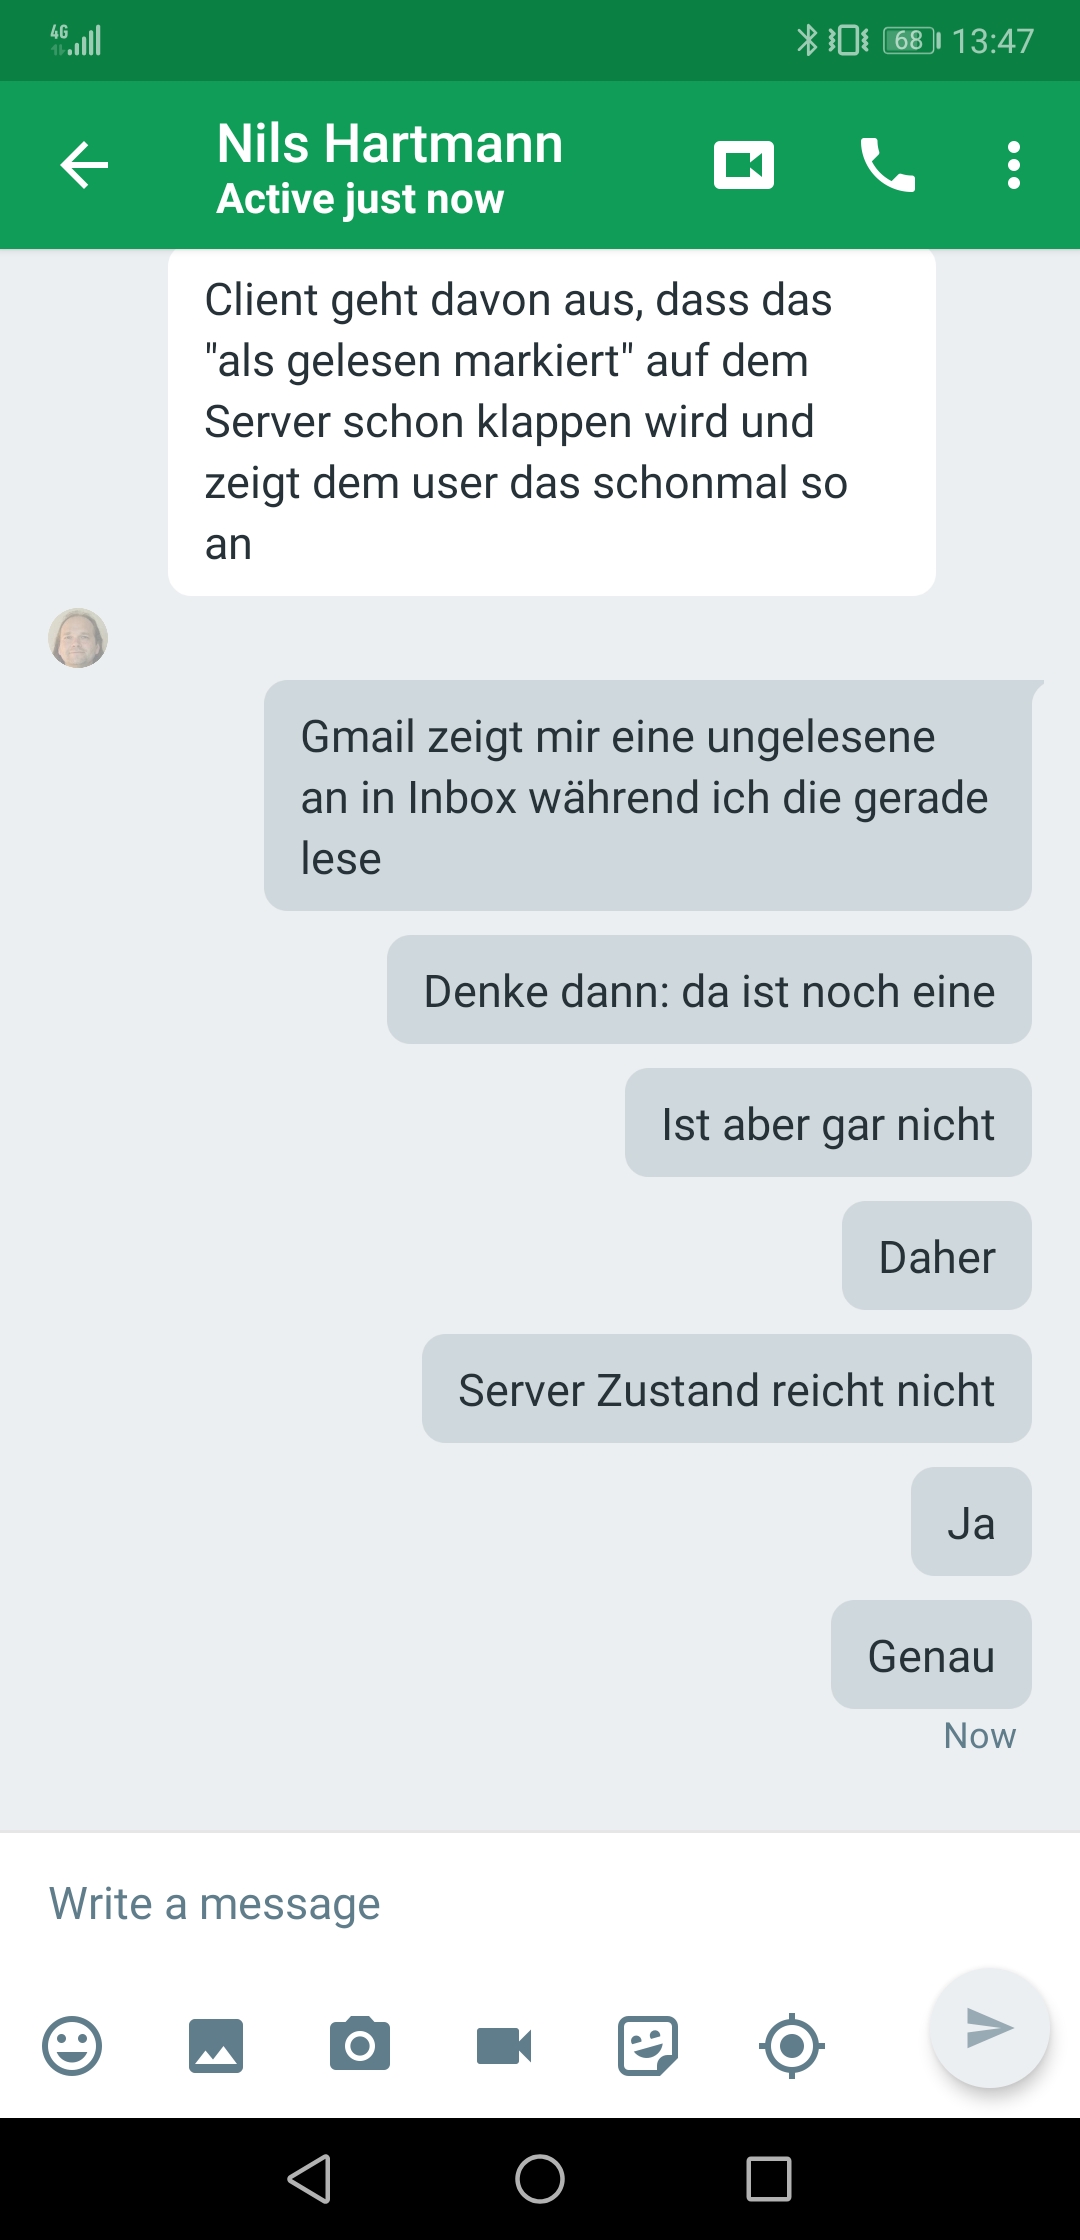 4G
68 13:47
Nils Hartmann
Active just now
Client geht davon aus, dass das
"als gelesen markiert" auf dem
Server schon klappen wird und
zeigt dem user das schonmal so
an
Gmail zeigt mir eine ungelesene
an in Inbox während ich die gerade
lese
Denke dann: da ist noch eine
Ist aber gar nicht
Daher
Server Zustand reicht nicht
Ja
Genau
Now
Write a message